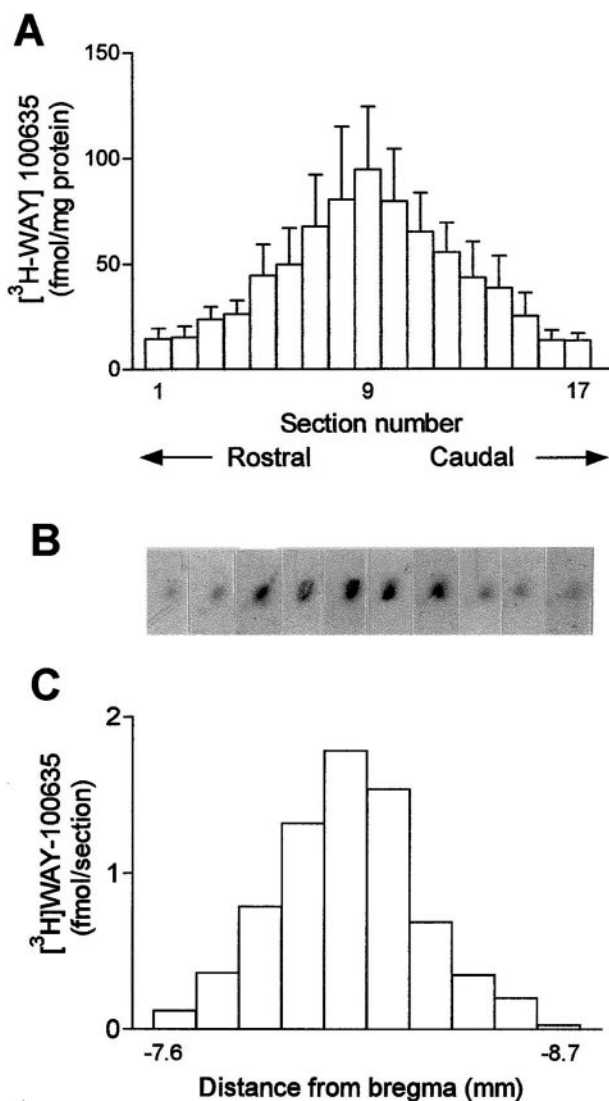 A
[³H-WAY] 100635
(fmol/mg protein)
150
100
50
0
1
9
17
Section number
Rostral
Caudal
B
C
[³H]WAY-100635
(fmol/section)
2
1
0
-7.6
-8.7
Distance from bregma (mm)